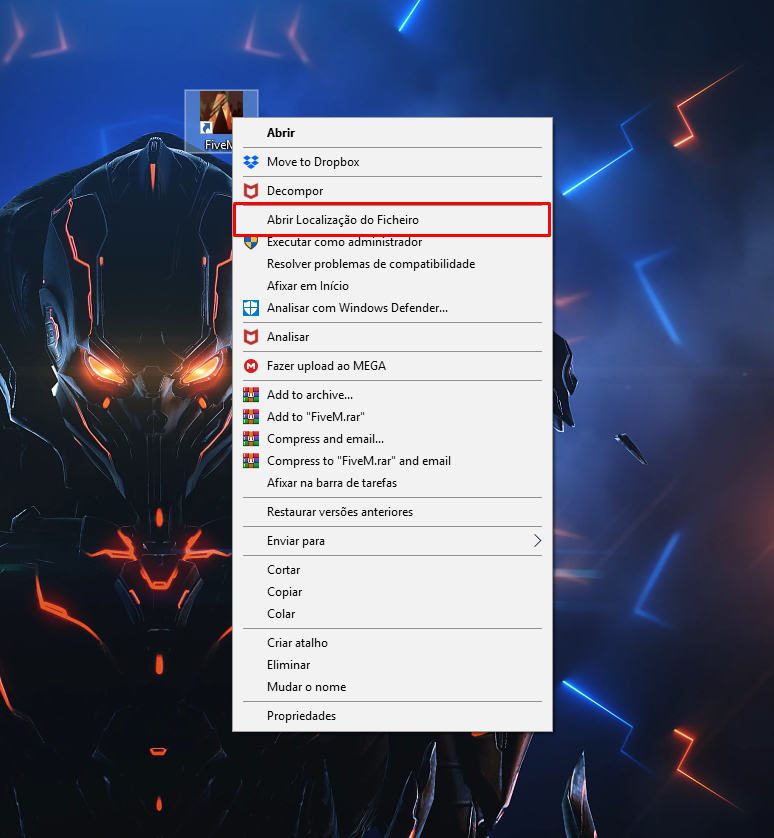 FiveM
Abrir
Move to Dropbox
Decompor
Abrir Localização do Ficheiro
Executar como administrador
Resolver problemas de compatibilidade
Afixar em Início
Analisar com Windows Defender...
Analisar
Fazer upload ao MEGA
Add to archive...
Add to "FiveM.rar"
Compress and email...
Compress to "FiveM.rar" and email
Afixar na barra de tarefas
Restaurar versões anteriores
Enviar para
Cortar
Copiar
Colar
Criar atalho
Eliminar
Mudar o nome
Propriedades